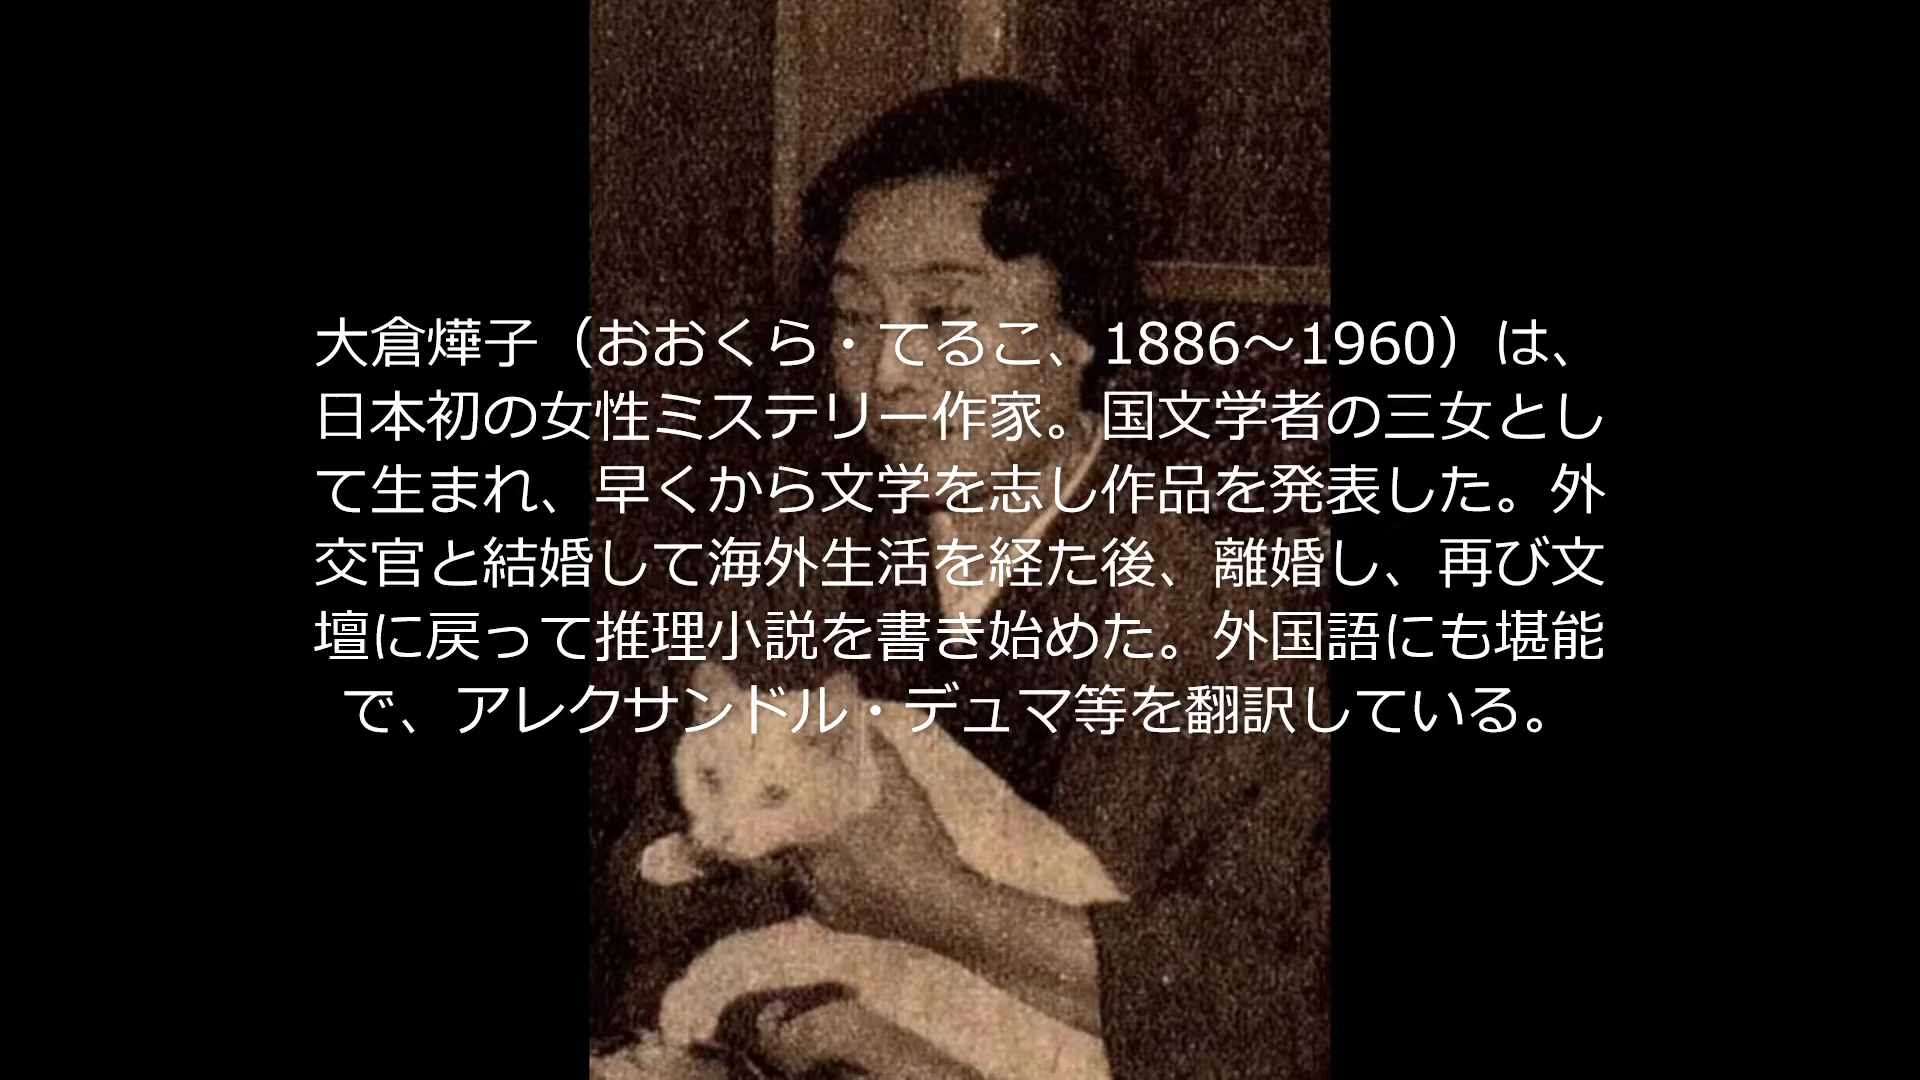 大倉燁子（おおくら・てるこ、1886～1960）は、
日本初の女性ミステリー作家。国文学者の三女とし
て生まれ、早くから文学を志し作品を発表した。外
交官と結婚して海外生活を経た後、離婚し、再び文
壇に戻って推理小説を書き始めた。外国語にも堪能
で、アレクサンドル・デュマ等を翻訳している。